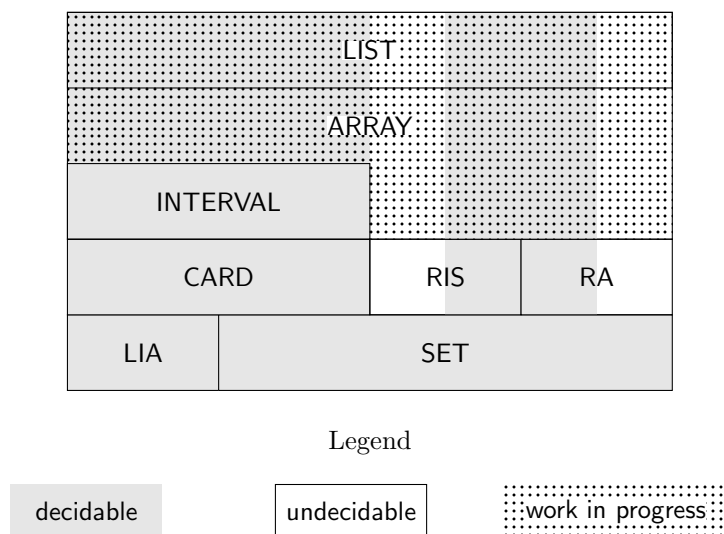 LIST
ARRAY
INTERVAL
CARD RIS RA
LIA SET
Legend
decidable undecidable work in progress